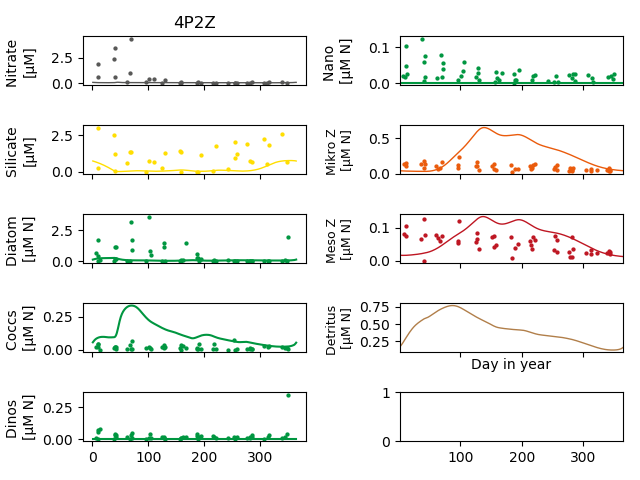 4P2Z
Nitrate
[μM]
2.5
0.0
Nano
[μM N]
0.1
0.0
Silicate
[μM]
2.5
0.0
Mikro Z
[μM N]
0.5
0.0
Diatom
[μM N]
2.5
0.0
Meso Z
[μM N]
0.1
0.0
Coccs
[μM N]
0.25
0.00
Detritus
[μM N]
0.75
0.50
0.25
Day in year
Dinos
[μM N]
0.25
0.00
0 100 200 300
1
0
100 200 300